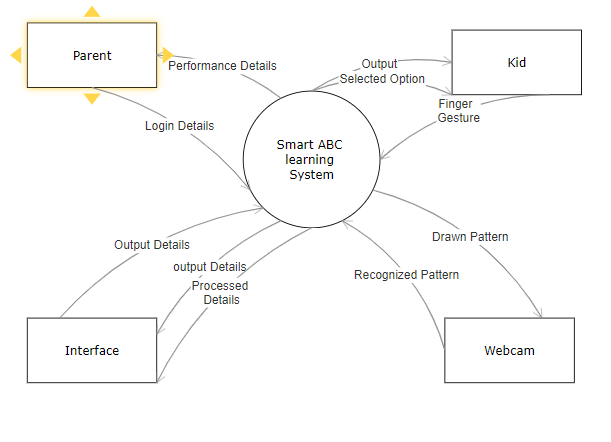 Parent
Performance Details
Output
Selected Option
Kid
Finger
Gesture
Login Details
Smart ABC
learning
System
Output Details
output Details
Processed
Details
Drawn Pattern
Recognized Pattern
Interface
Webcam